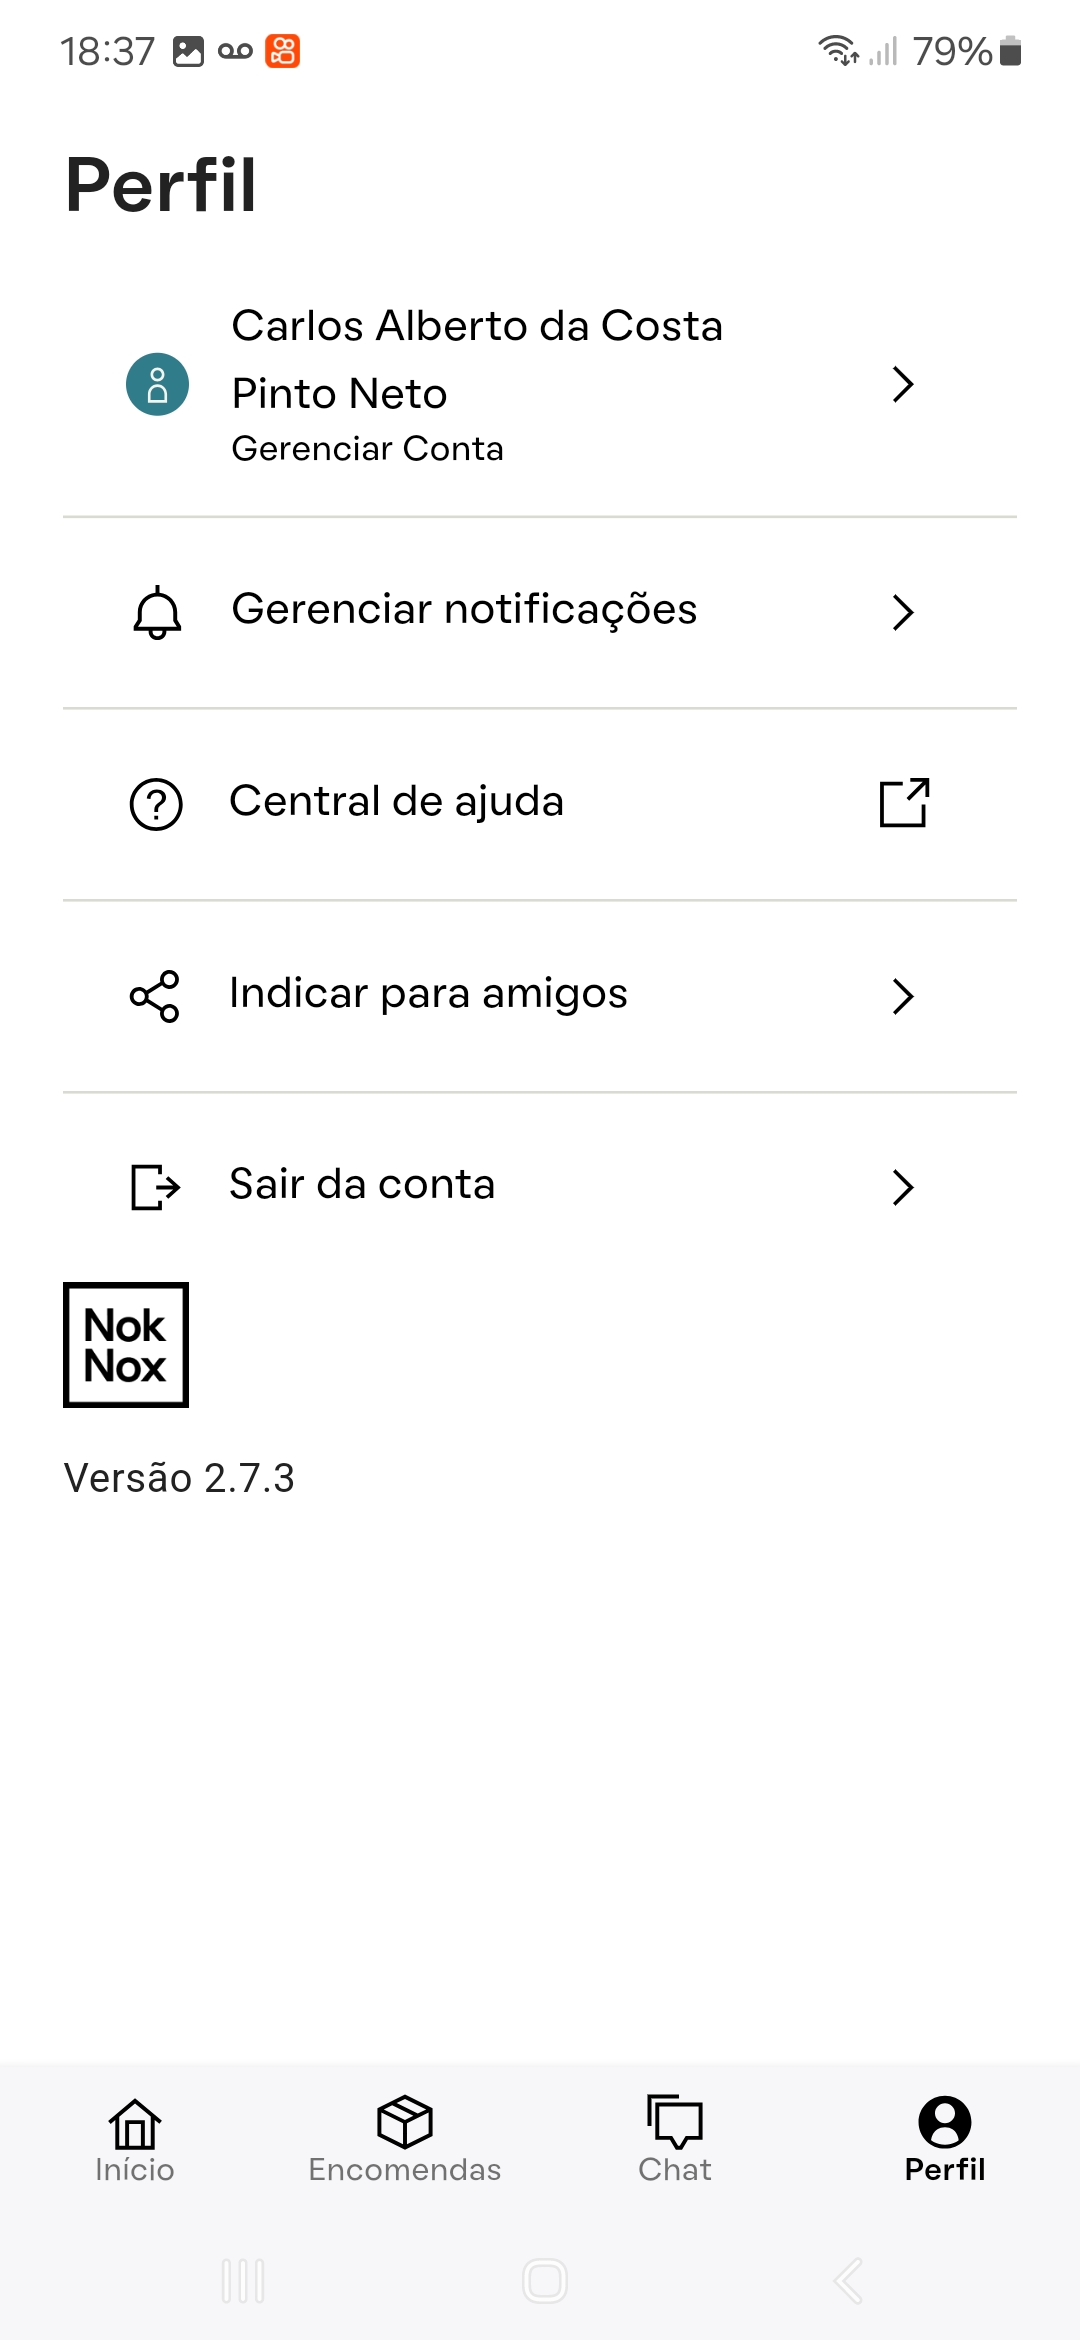 18:37
79%
Perfil
Carlos Alberto da Costa
Pinto Neto
Gerenciar Conta
Gerenciar notificações
Central de ajuda
Indicar para amigos
Sair da conta
Nok
Nox
Versão 2.7.3
Início
Encomendas
Chat
Perfil